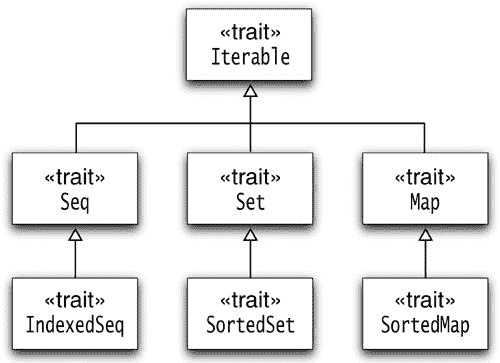 «trait»
Iterable
«trait»
Seq
«trait»
Set
«trait»
Map
«trait»
IndexedSeq
«trait»
SortedSet
«trait»
SortedMap